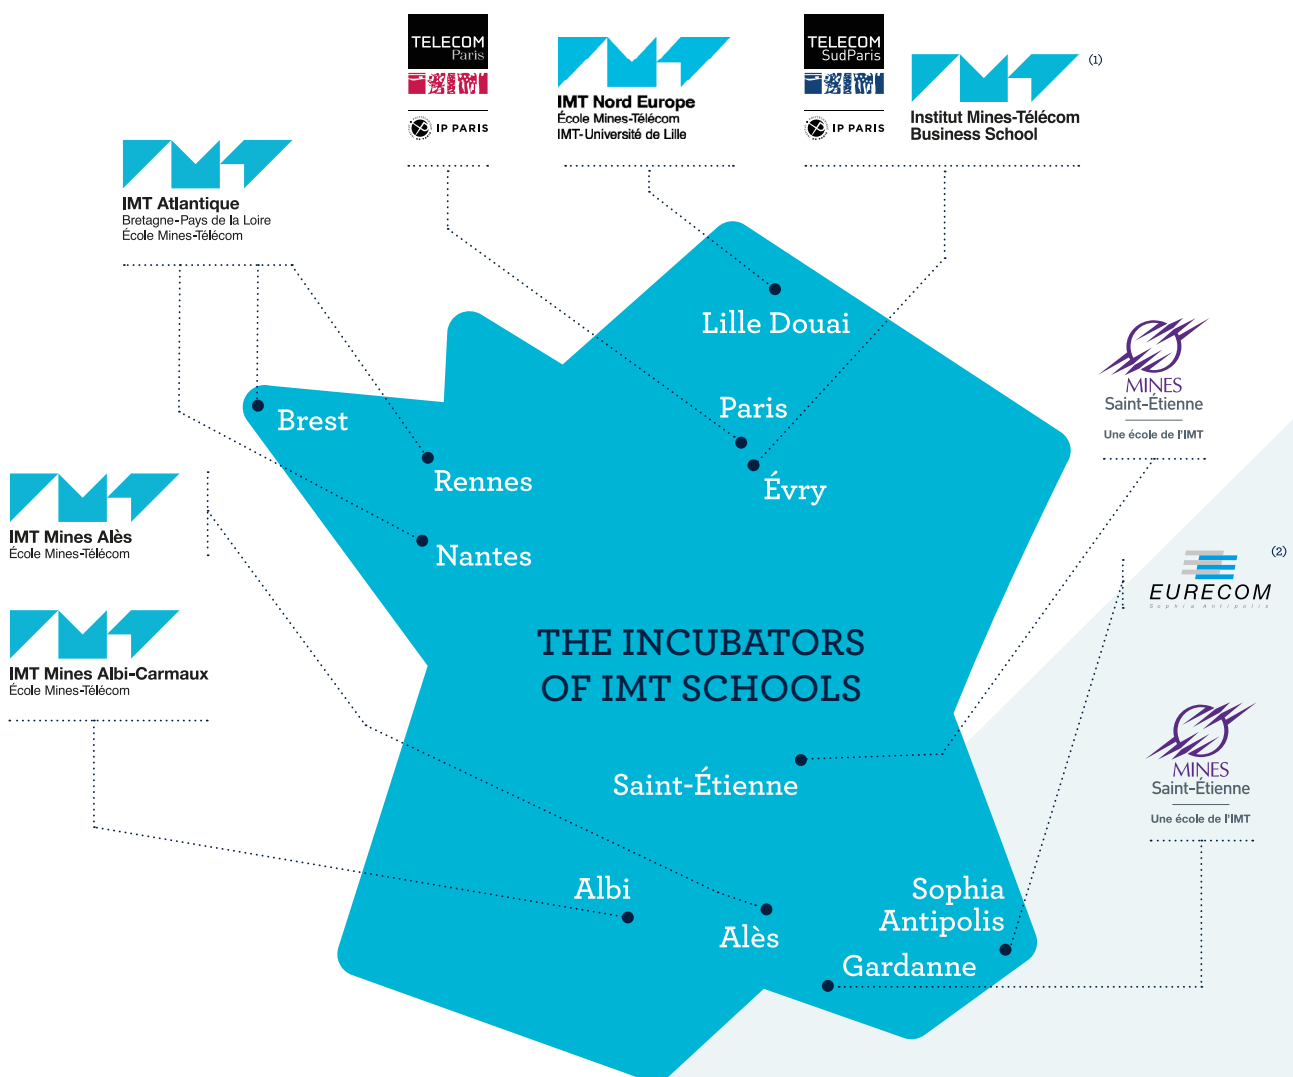 TELECOM
Paris
IP PARIS
IMT Nord Europe
École Mines-Télécom
IMT-Université de Lille
TELECOM
SudParis
IP PARIS
(1)
Institut Mines-Télécom
Business School
IMT Atlantique
Bretagne-Pays de la Loire
École Mines-Télécom
Lille Douai
Paris
Évry
Brest
Rennes
Nantes
MINES
Saint-Étienne
Une école de l'IMT
IMT Mines Alès
École Mines-Télécom
(2)
EURECOM
Sophia Antipolis
IMT Mines Albi-Carmaux
École Mines-Télécom
THE INCUBATORS
OF IMT SCHOOLS
MINES
Saint-Étienne
Une école de l'IMT
Saint-Étienne
Albi
Alès
Sophia
Antipolis
Gardanne